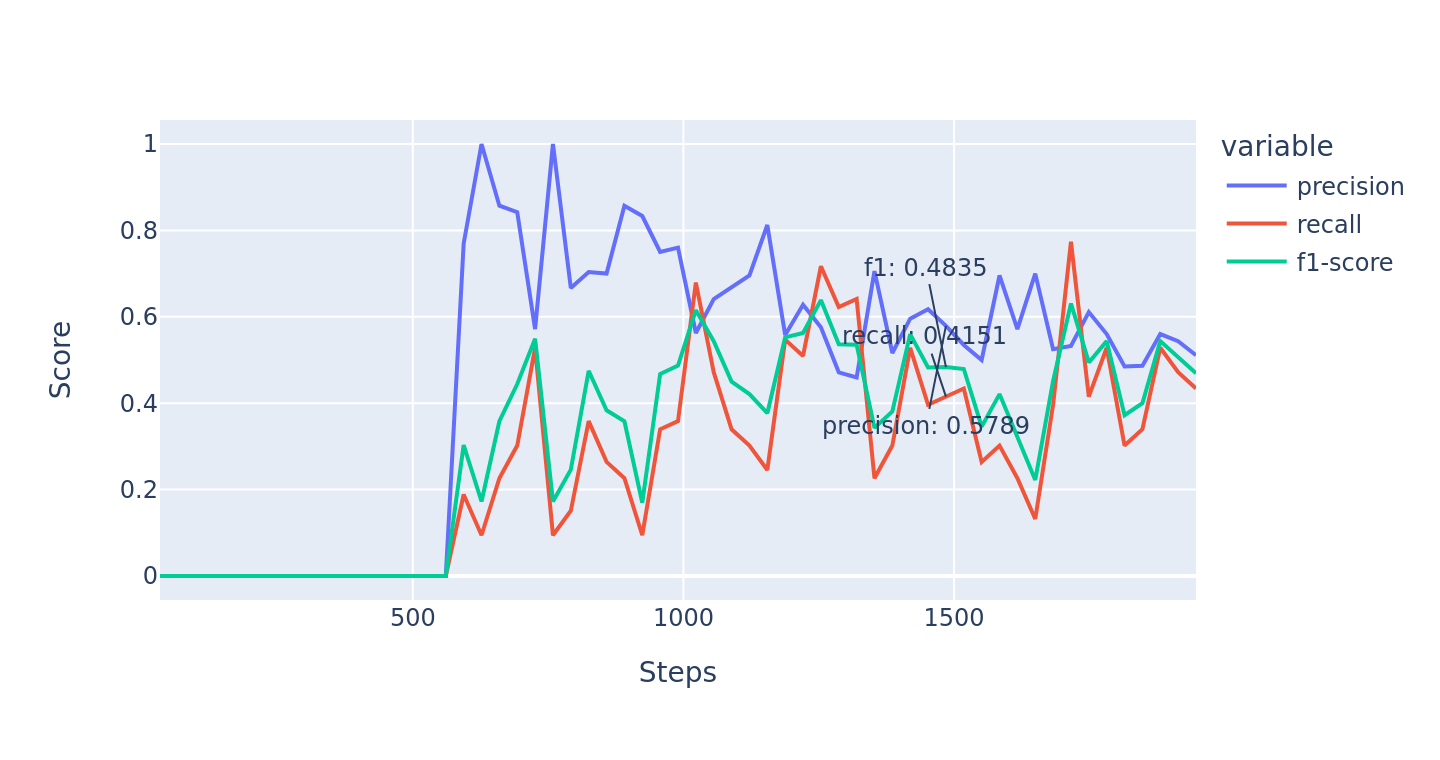 variable
precision
recall
f1-score
Score
1
0.8
0.6
0.4
0.2
0
f1: 0.4835
recall: 0.4151
precision: 0.5789
500
1000
1500
Steps